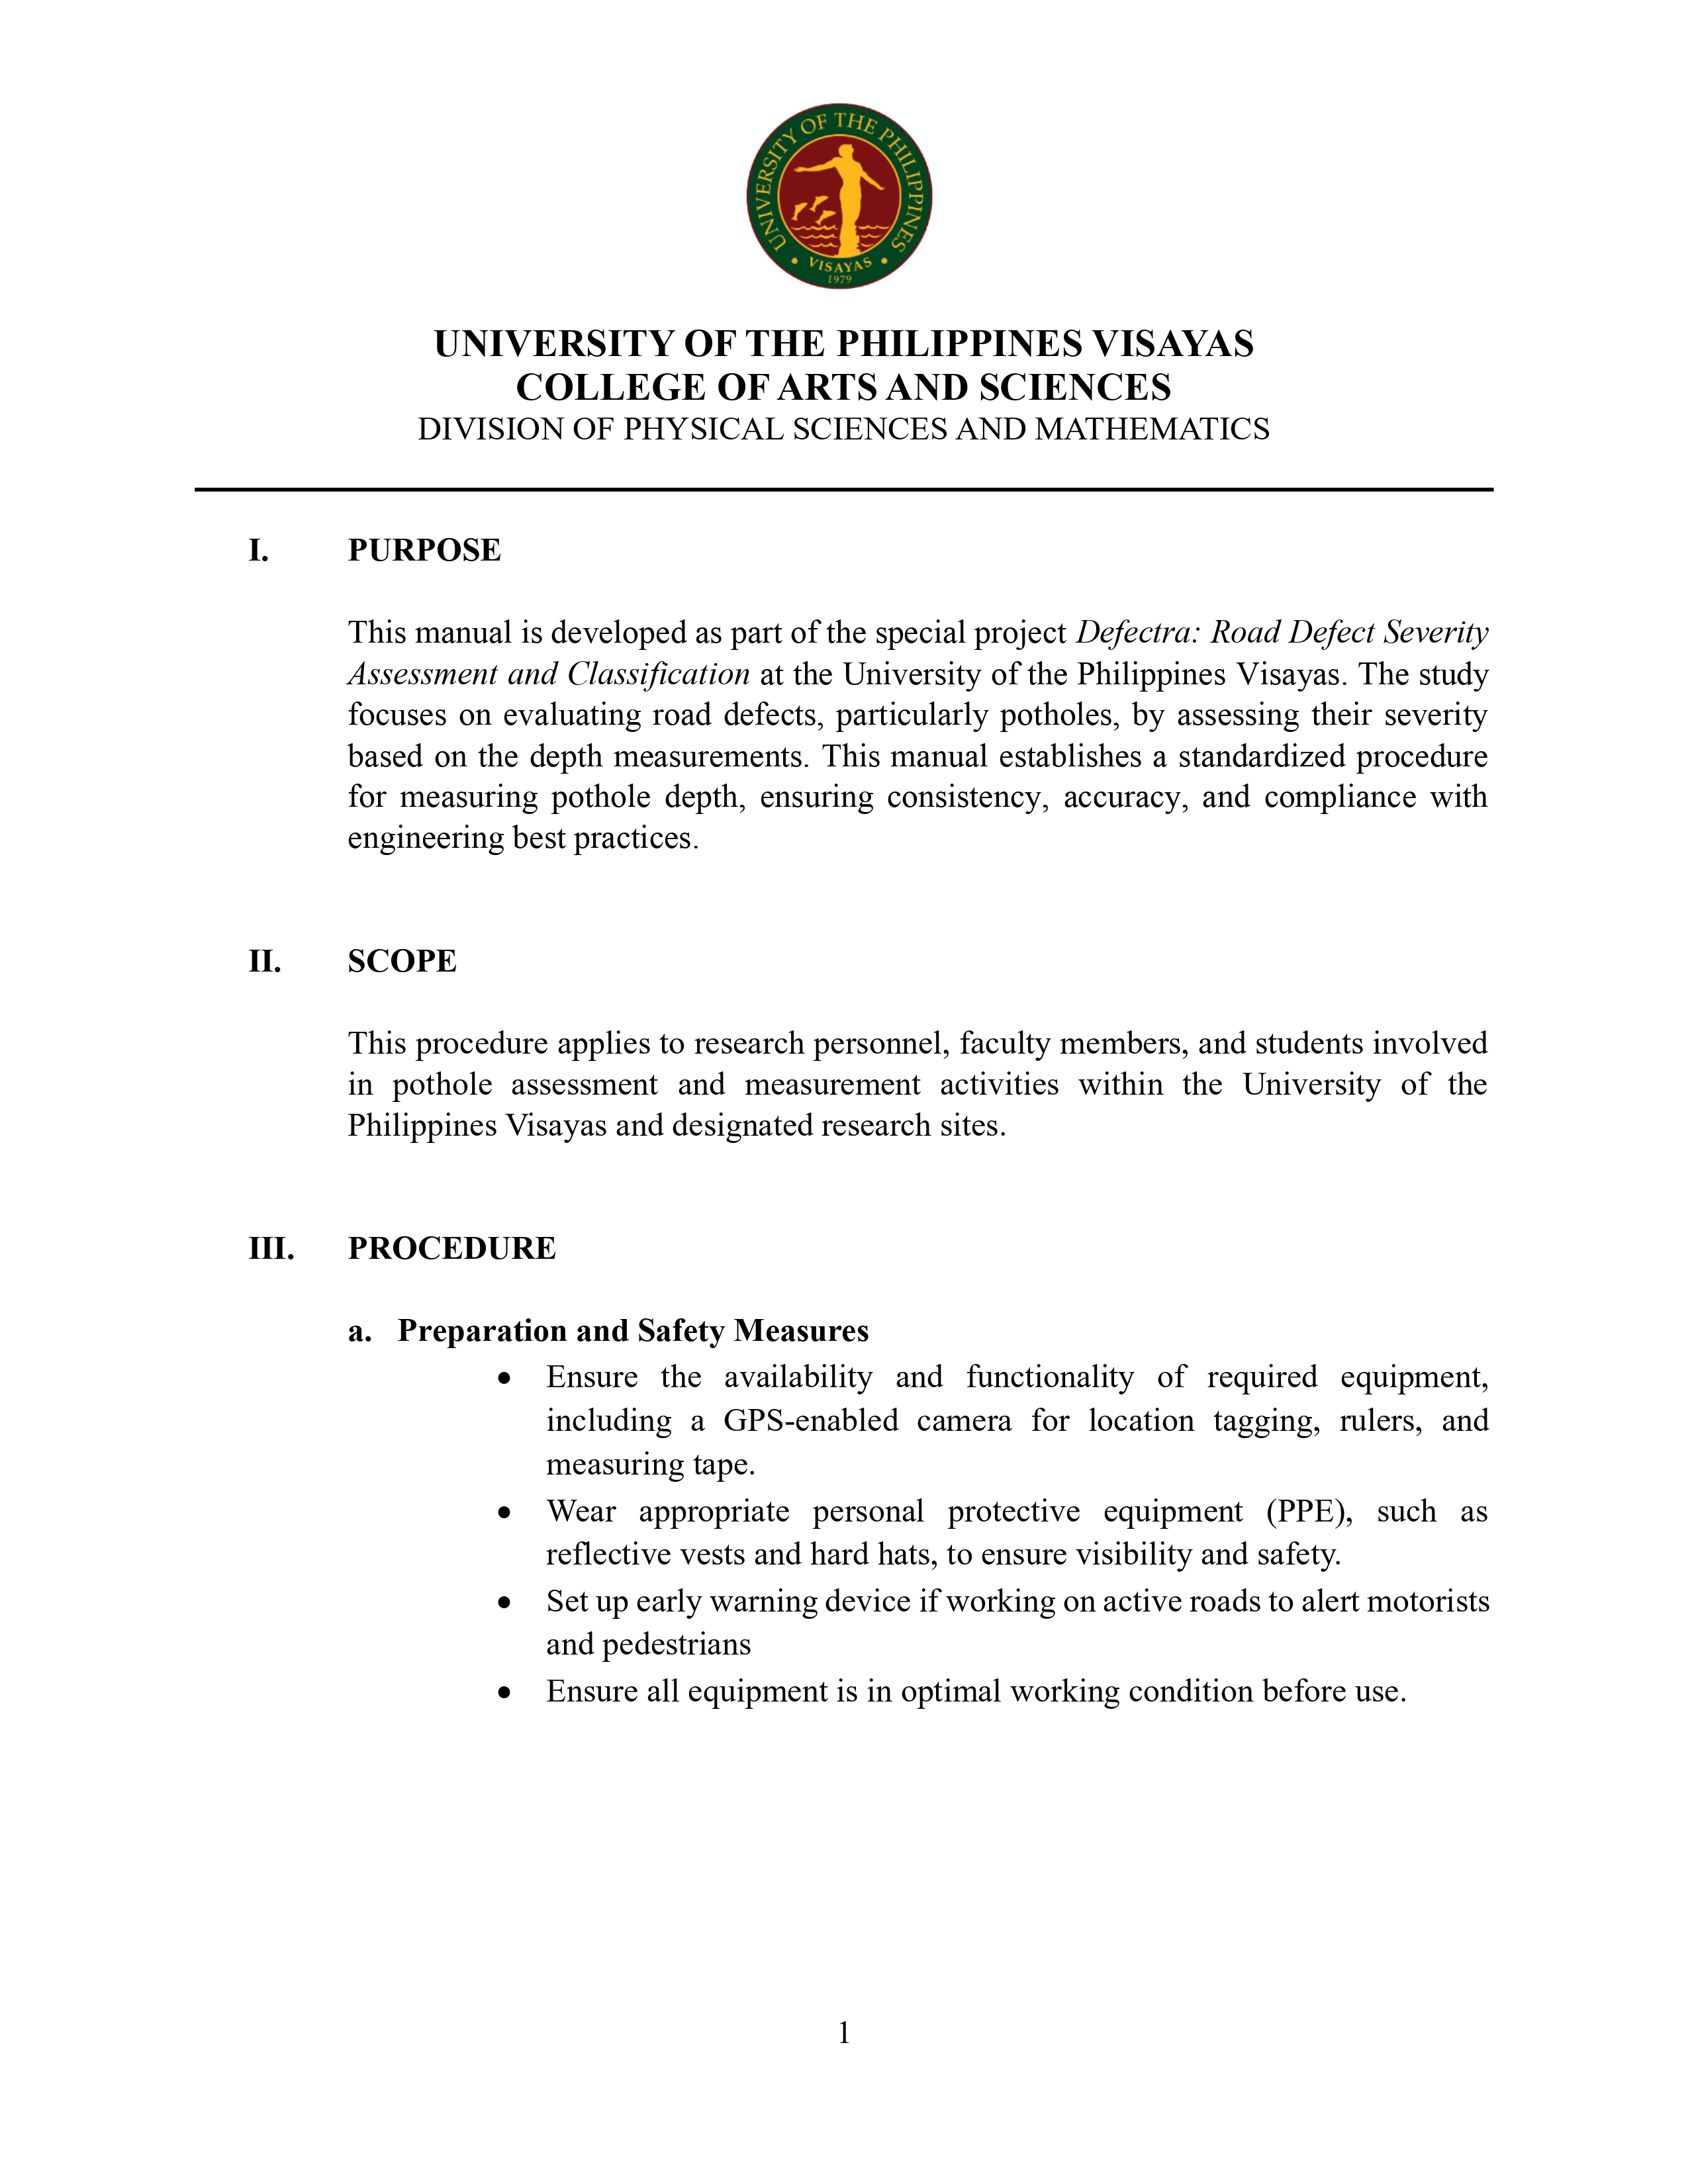 UNIVERSITY OF THE PHILIPPINES
VISAYAS
1979
UNIVERSITY OF THE PHILIPPINES VISAYAS
COLLEGE OF ARTS AND SCIENCES
DIVISION OF PHYSICAL SCIENCES AND MATHEMATICS
I. PURPOSE
This manual is developed as part of the special project Defectra: Road Defect Severity
Assessment and Classification at the University of the Philippines Visayas. The study
focuses on evaluating road defects, particularly potholes, by assessing their severity
based on the depth measurements. This manual establishes a standardized procedure
for measuring pothole depth, ensuring consistency, accuracy, and compliance with
engineering best practices.
II. SCOPE
This procedure applies to research personnel, faculty members, and students involved
in pothole assessment and measurement activities within the University of the
Philippines Visayas and designated research sites.
III. PROCEDURE
a. Preparation and Safety Measures
• Ensure the availability and functionality of required equipment,
including a GPS-enabled camera for location tagging, rulers, and
measuring tape.
• Wear appropriate personal protective equipment (PPE), such as
reflective vests and hard hats, to ensure visibility and safety.
• Set up early warning device if working on active roads to alert motorists
and pedestrians
• Ensure all equipment is in optimal working condition before use.
1